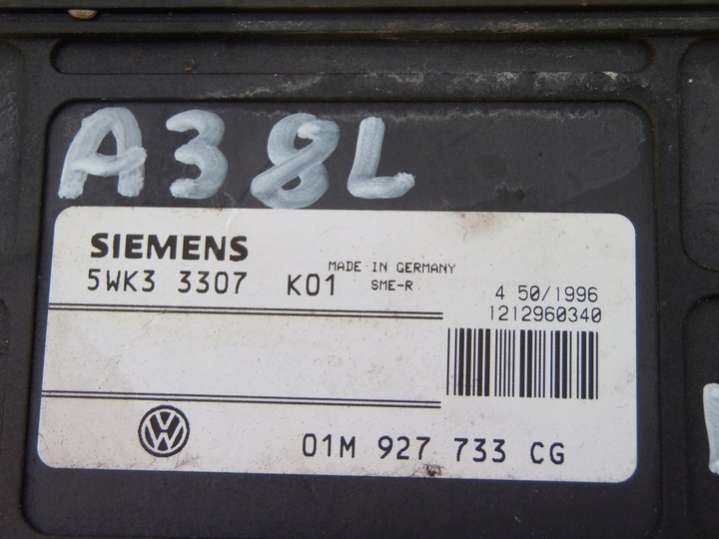 A38L
SIEMENS
5WK3 3307 K01
MADE IN GERMANY
SME-R
4 50/1996
1212960340
01M 927 733 CG